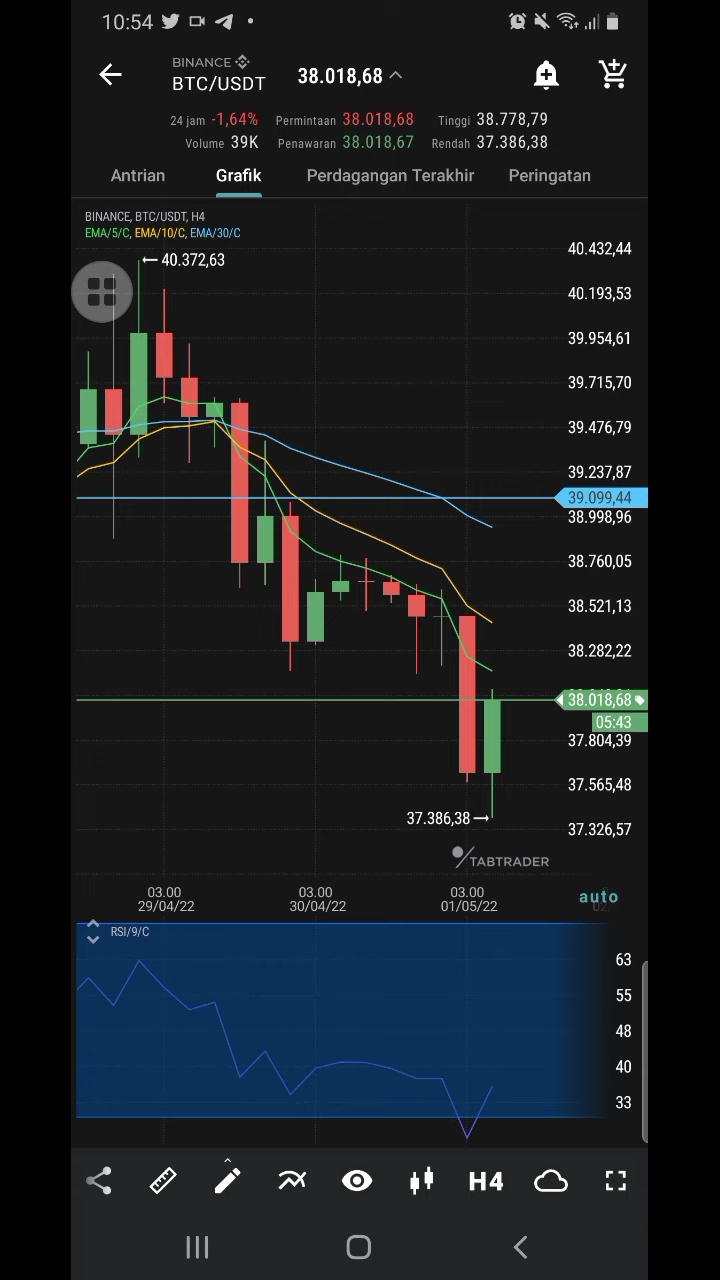 10:54
BINANCE
BTC/USDT
38.018,68
24 jam -1,64% Permintaan 38.018,68 Tinggi 38.778,79
Volume 39K Penawaran 38.018,67 Rendah 37.386,38
Antrian Grafik Perdagangan Terakhir Peringatan
BINANCE, BTC/USDT, H4
EMA/5/C, EMA/10/C, EMA/30/C
40.432,44
40.372,63
40.193,53
39.954,61
39.715,70
39.476,79
39.237,87
39.099,44
38.998,96
38.760,05
38.521,13
38.282,22
38.018,68
05:43
37.804,39
37.565,48
37.386,38
37.326,57
TABTRADER
03.00 03.00 03.00
29/04/22 30/04/22 01/05/22
auto
RSI/9/C
63
55
48
40
33
H4